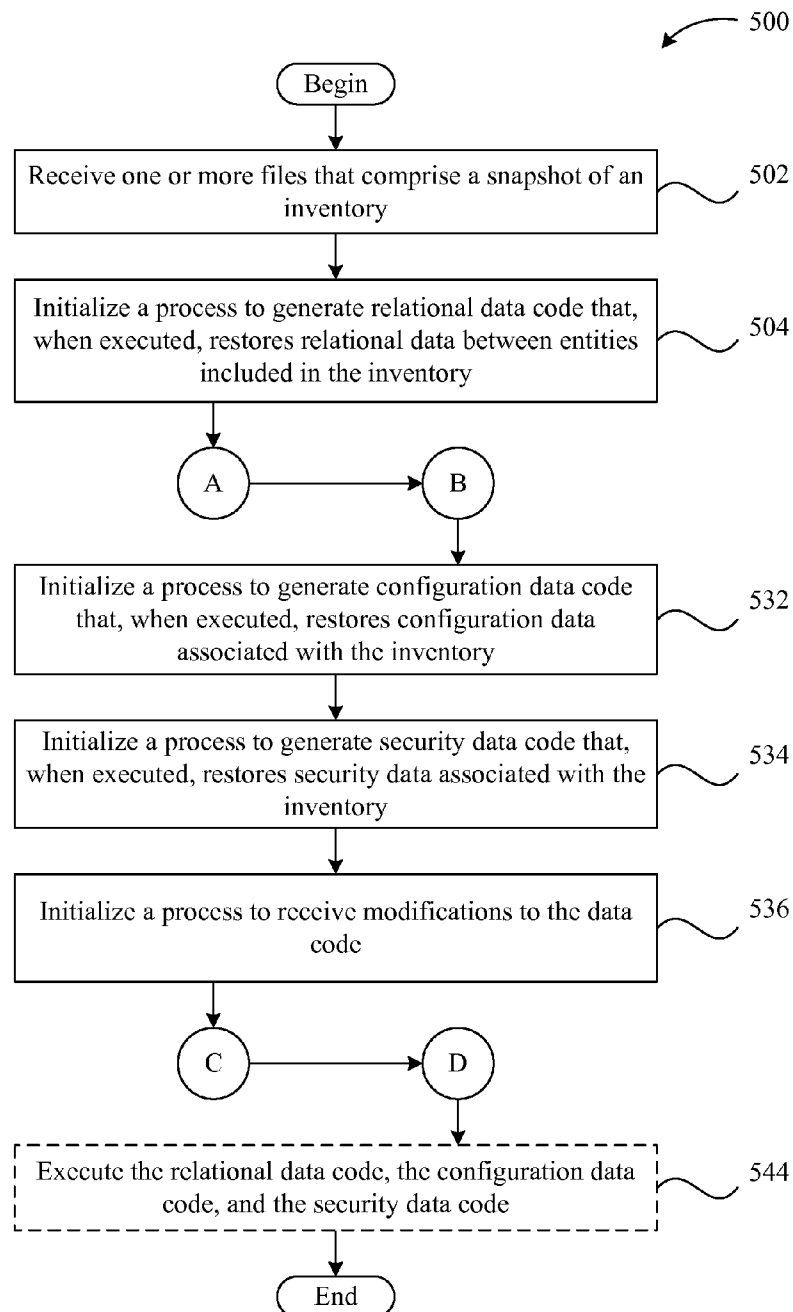 500
Begin
Receive one or more files that comprise a snapshot of an
inventory
502
Initialize a process to generate relational data code that,
when executed, restores relational data between entities
included in the inventory
504
A
B
Initialize a process to generate configuration data code
that, when executed, restores configuration data
associated with the inventory
532
Initialize a process to generate security data code that,
when executed, restores security data associated with the
inventory
534
Initialize a process to receive modifications to the data
code
536
C
D
Execute the relational data code, the configuration data
code, and the security data code
544
End